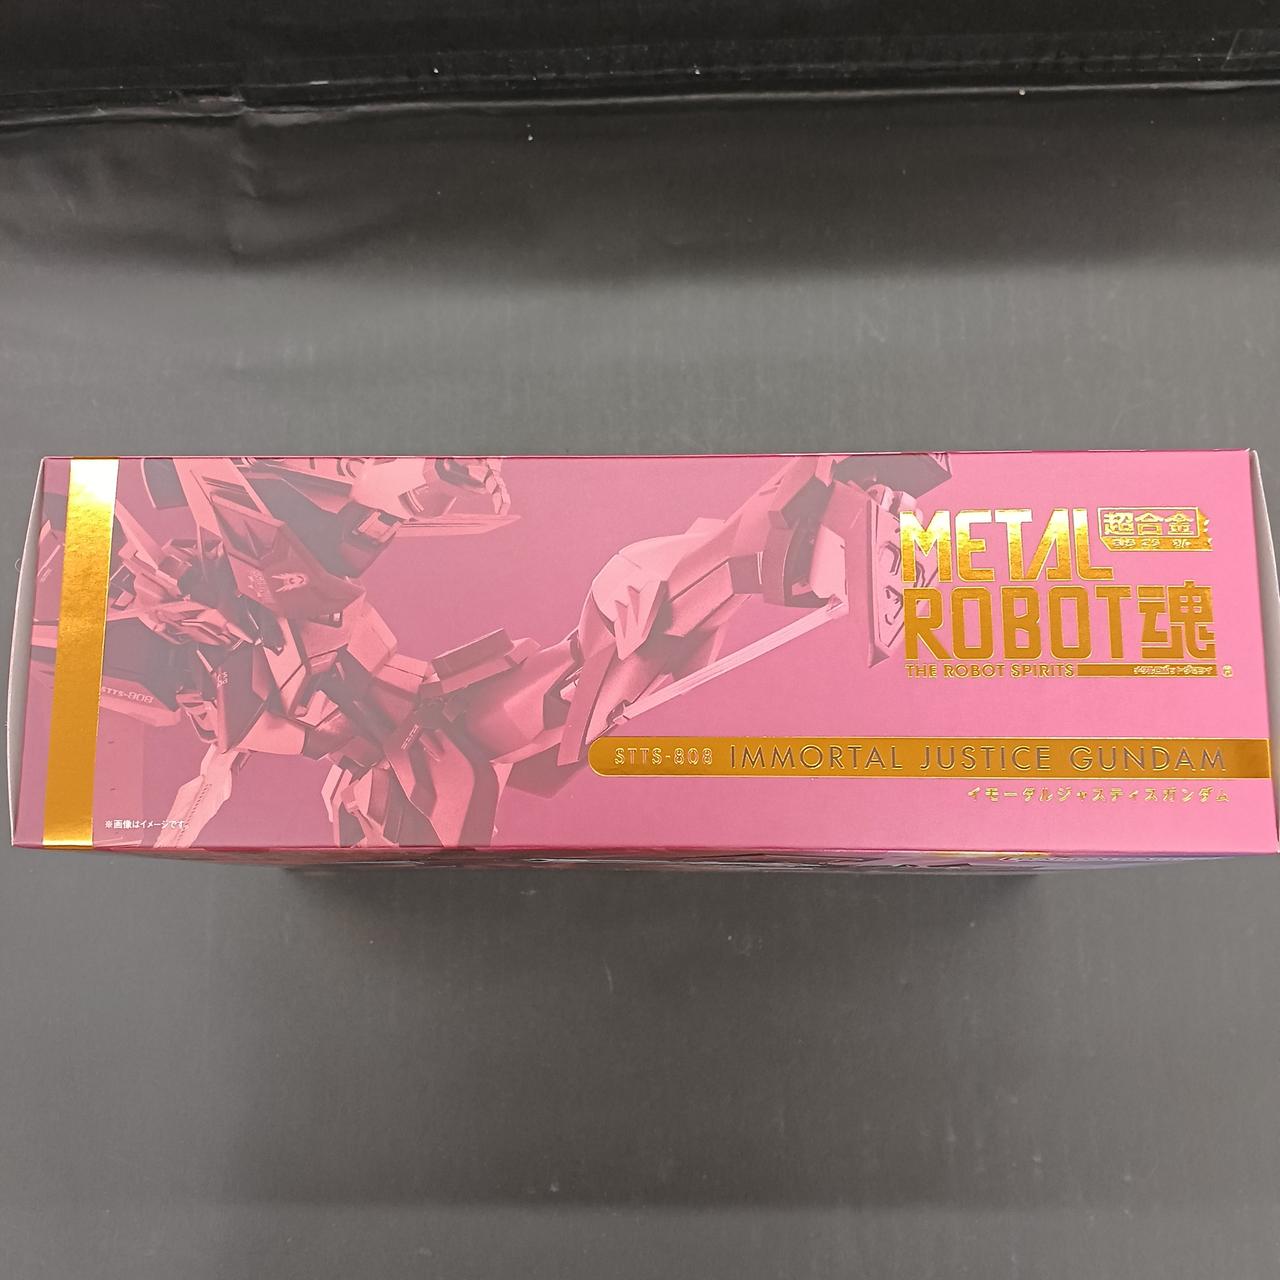 METAL 超合金
ROBOT魂
THE ROBOT SPIRITS
STTS-808 IMMORTAL JUSTICE GUNDAM
イモータルジャスティスガンダム
STTS-808
※画像はイメージです。